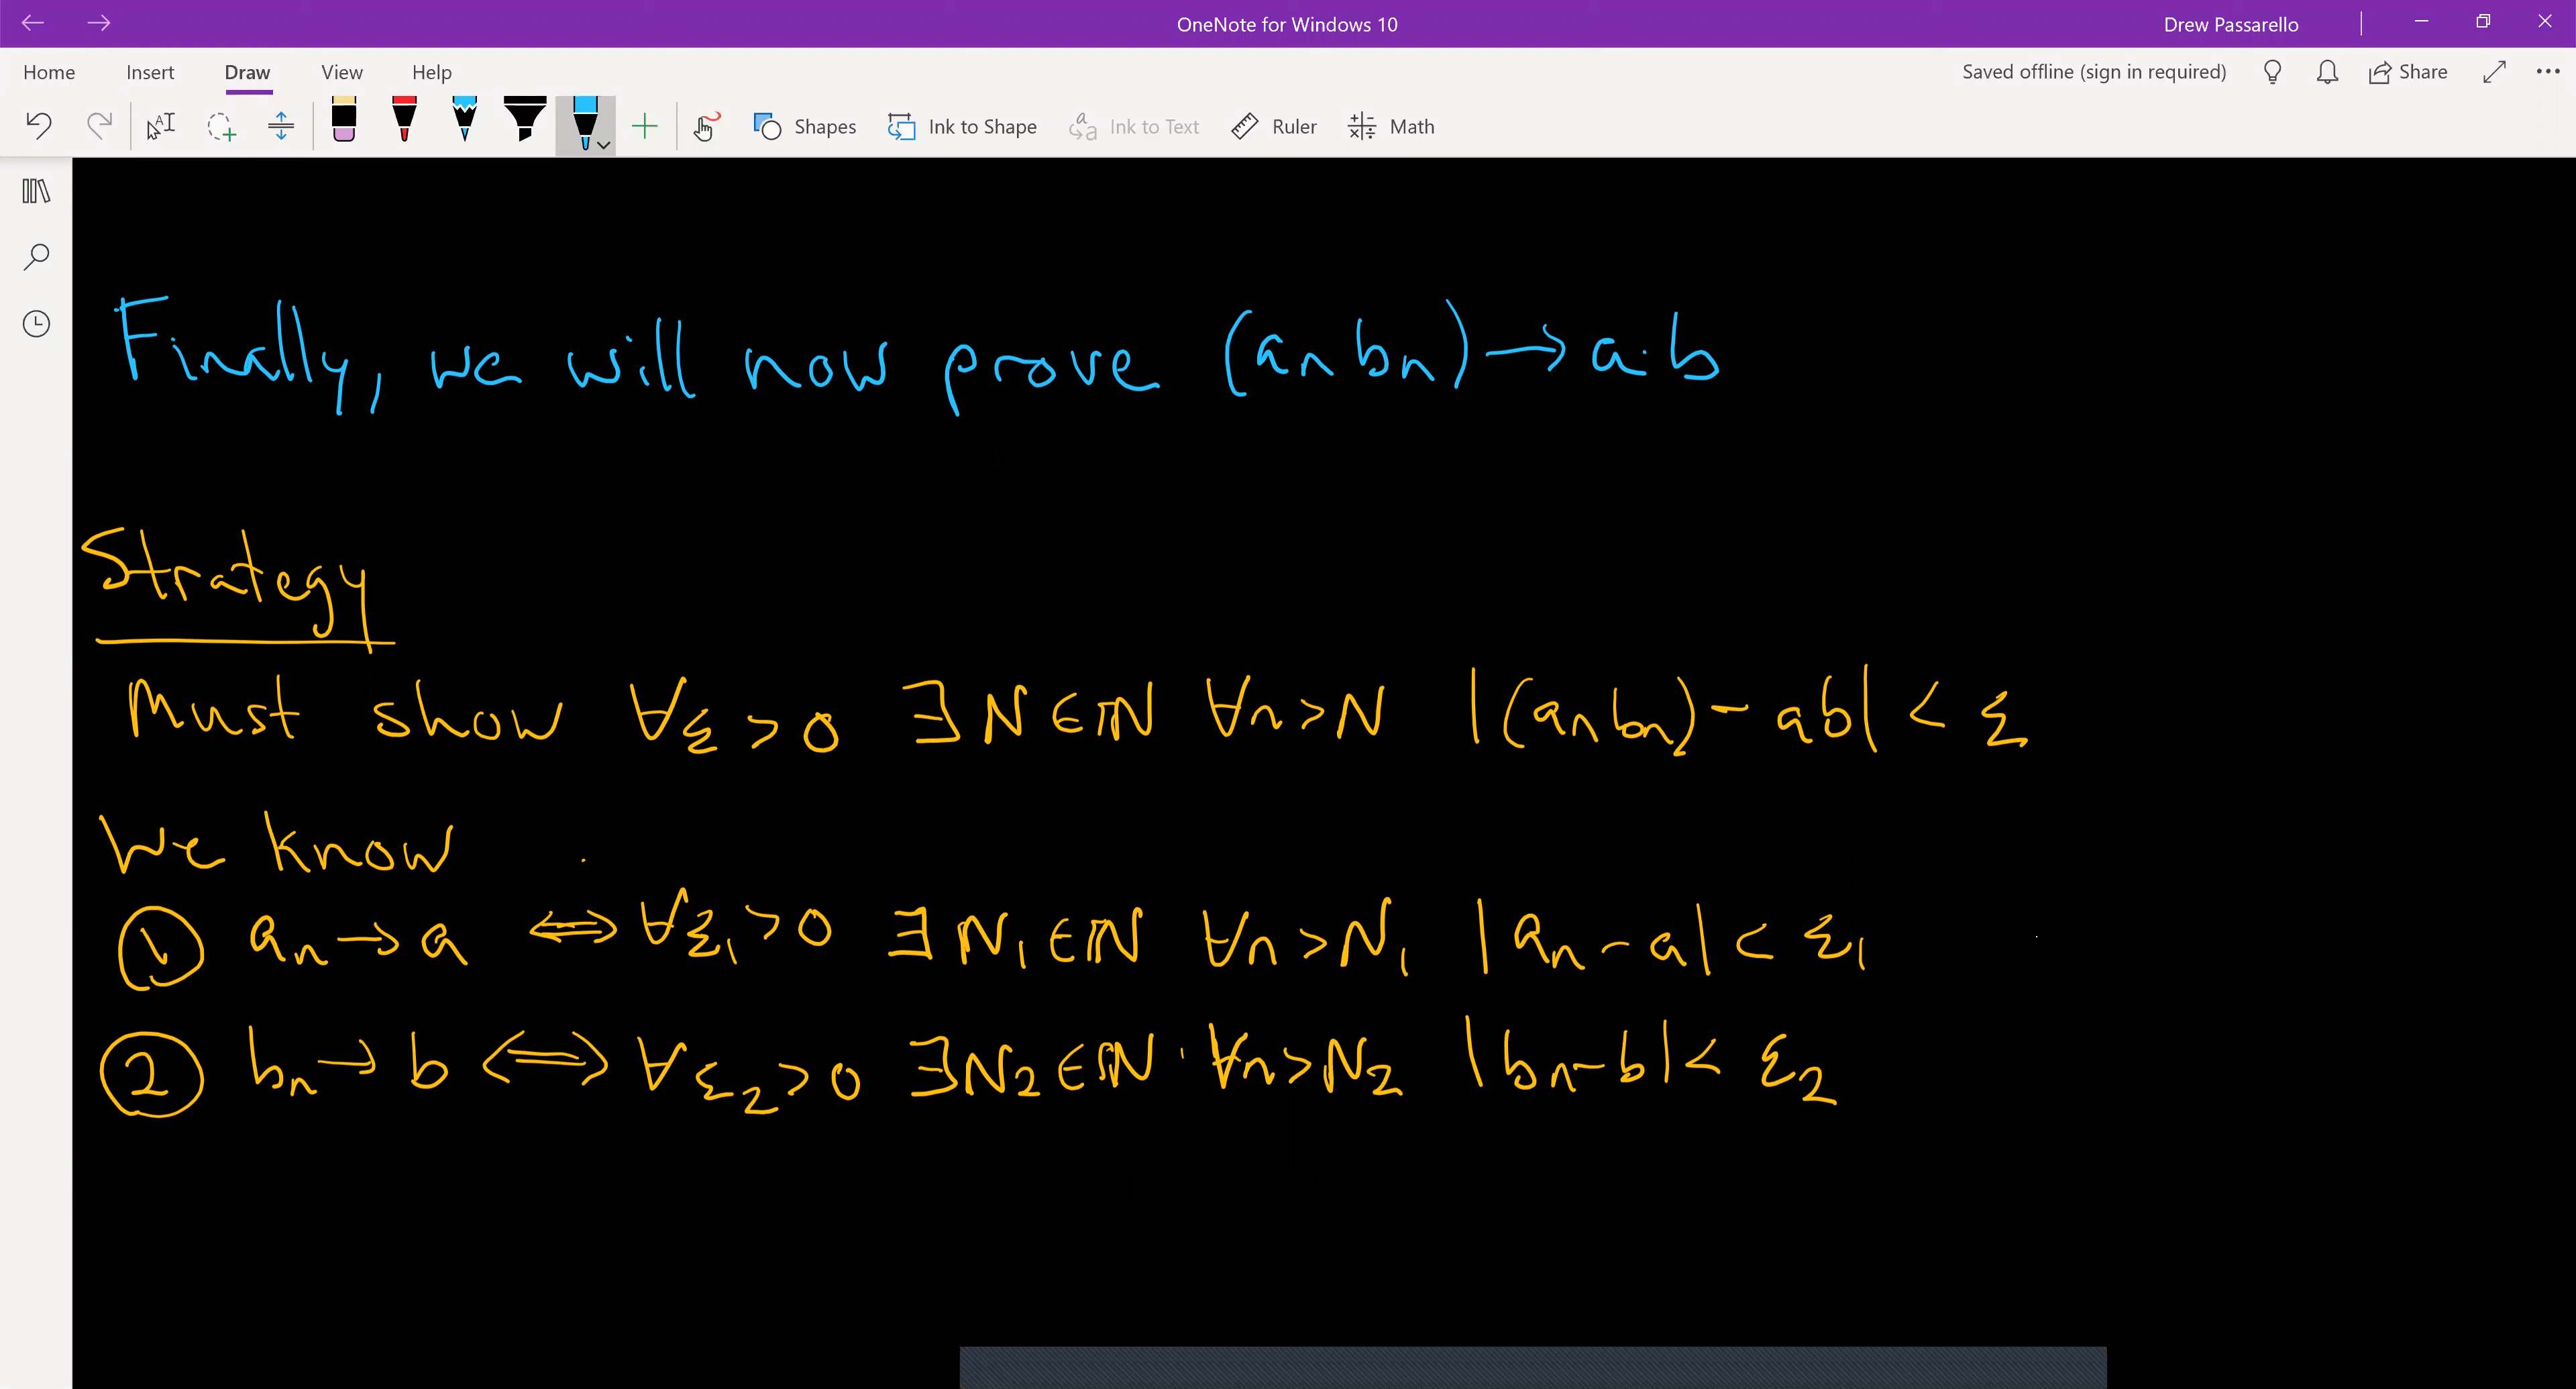 OneNote for Windows 10
Drew Passarello
Home Insert Draw View Help
Saved offline (sign in required) Share
Shapes Ink to Shape Ink to Text Ruler Math
Finally, we will now prove (aₙbₙ)→a·b
Strategy
Must show ∀ε>0 ∃N∈ℕ ∀n>N |(aₙbₙ)-ab|<ε
We know
① aₙ→a ⇔ ∀ε₁>0 ∃N₁∈ℕ ∀n>N₁ |aₙ-a|<ε₁
② bₙ→b ⇔ ∀ε₂>0 ∃N₂∈ℕ ∀n>N₂ |bₙ-b|<ε₂